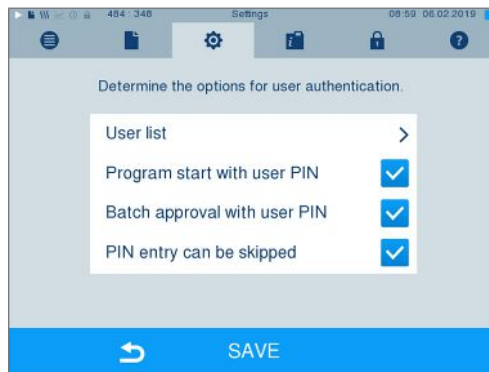 484 : 348 Settings 08:59 06.02.2019
Determine the options for user authentication.
User list
Program start with user PIN
Batch approval with user PIN
PIN entry can be skipped
SAVE